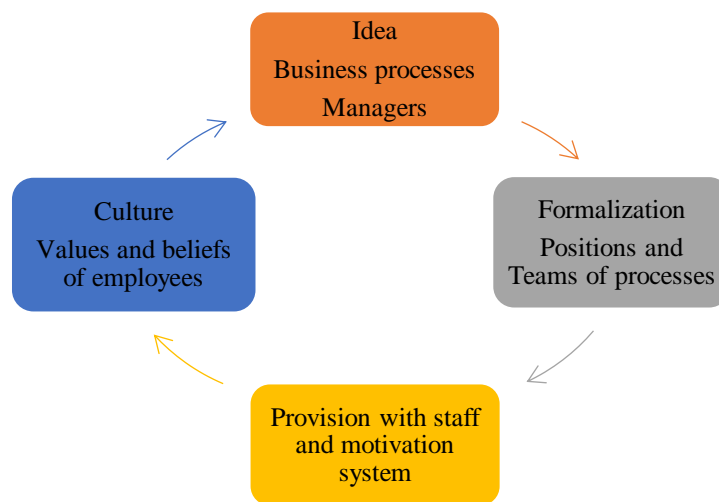 Idea
Business processes
Managers
Formalization
Positions and
Teams of processes
Provision with staff
and motivation
system
Culture
Values and beliefs
of employees